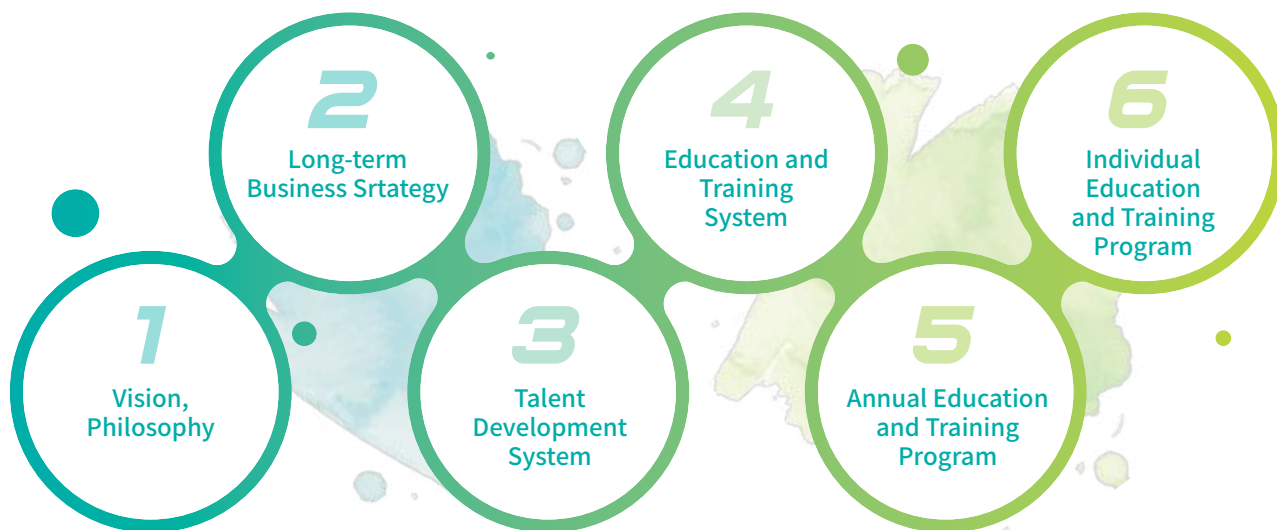 1
Vision,
Philosophy
2
Long-term
Business Srtategy
3
Talent
Development
System
4
Education and
Training
System
5
Annual Education
and Training
Program
6
Individual
Education
and Training
Program